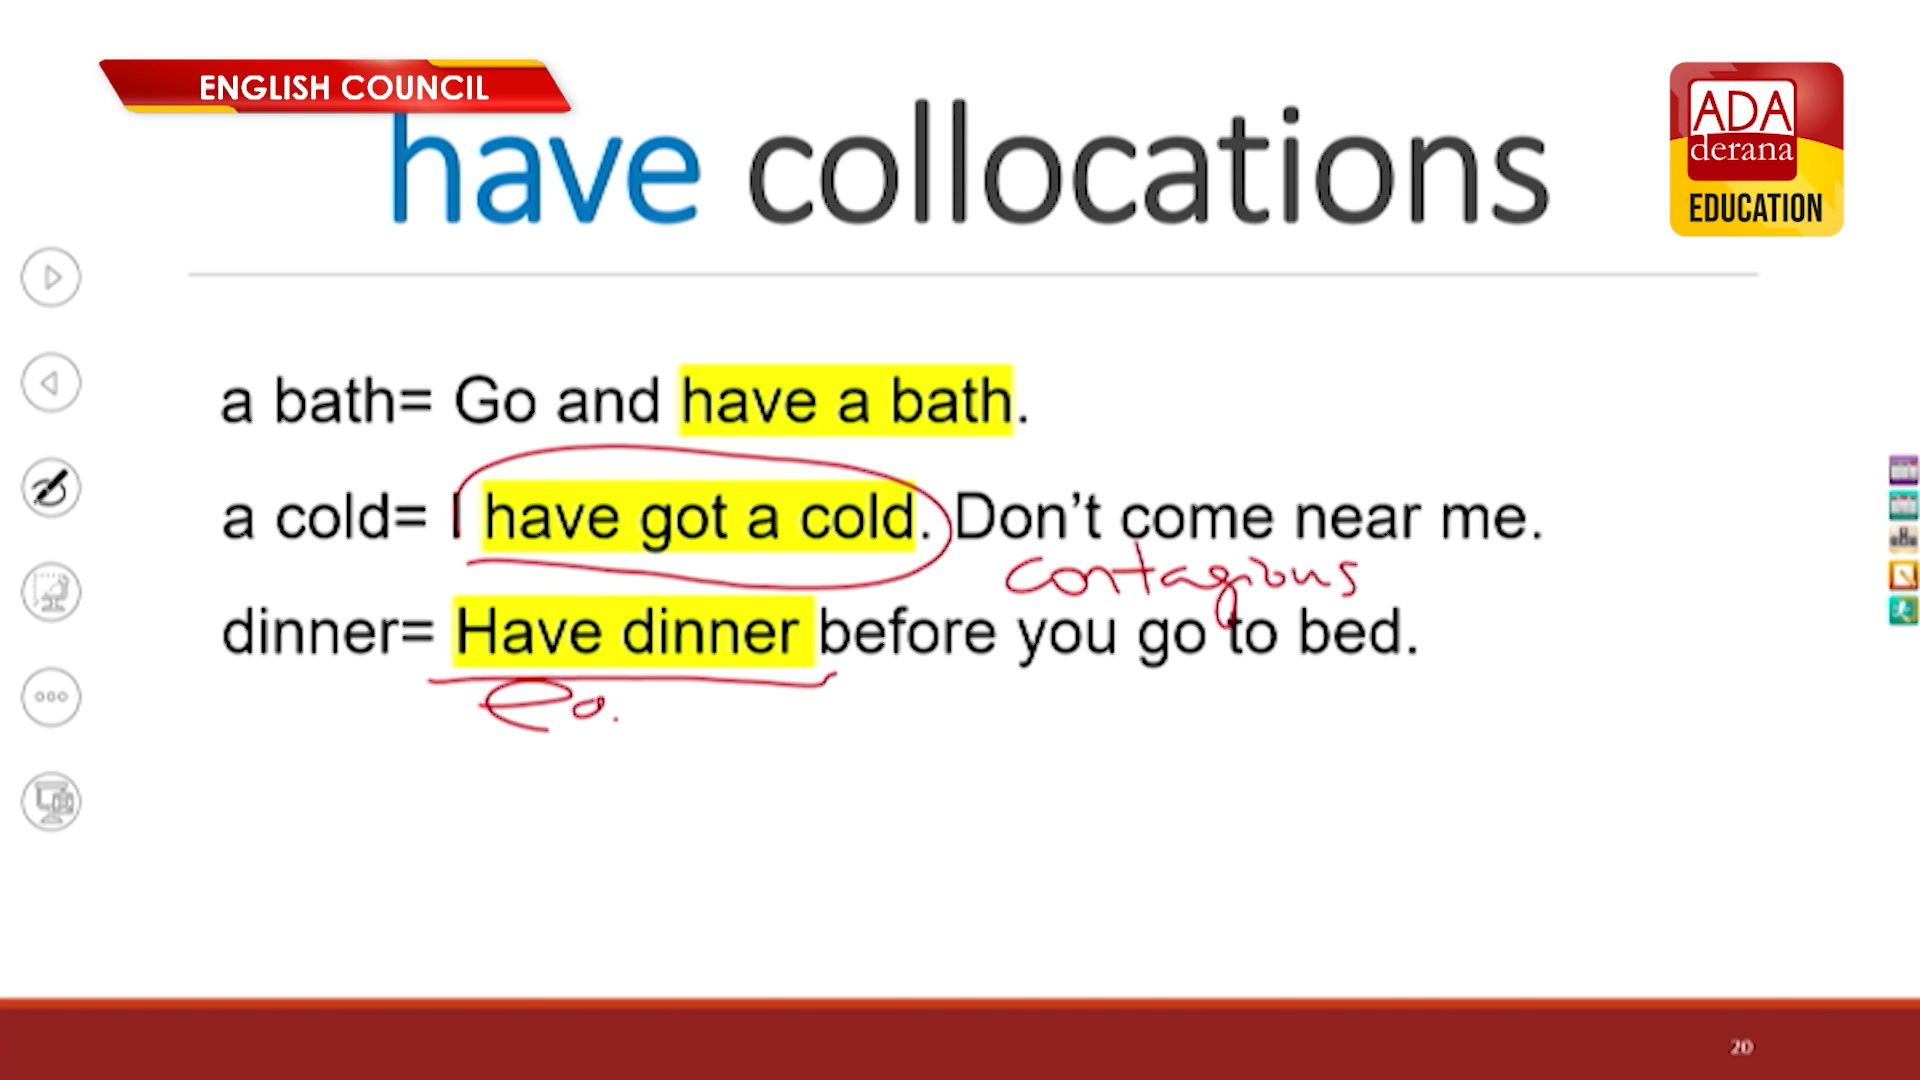 ENGLISH COUNCIL
have collocations
ADA
derana
EDUCATION
a bath= Go and have a bath.
a cold= I have got a cold. Don’t come near me.
contagious
dinner= Have dinner before you go to bed.
20